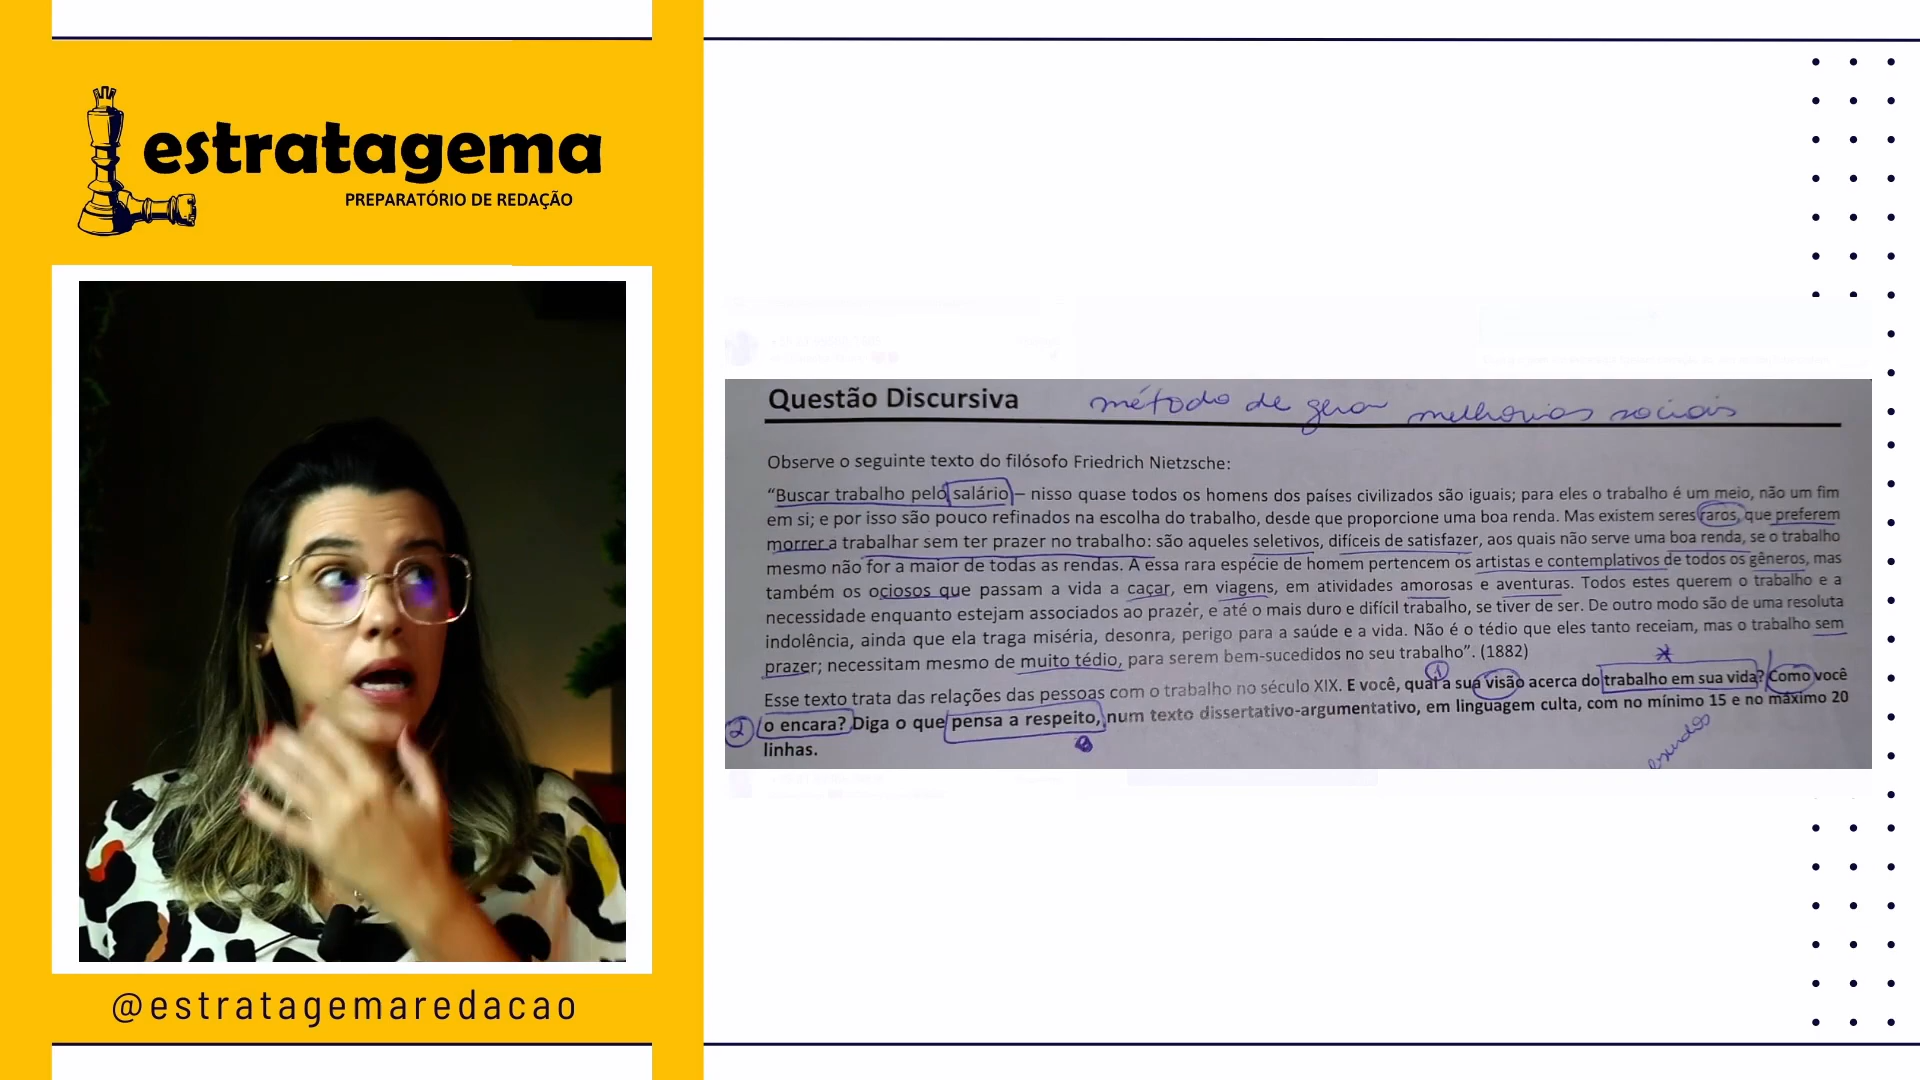 estratagema
PREPARATÓRIO DE REDAÇÃO
@estratagemaredacao
Questão Discursiva
método de gerar melhorias sociais
Observe o seguinte texto do filósofo Friedrich Nietzsche:
“Buscar trabalho pelo salário – nisso quase todos os homens dos países civilizados são iguais; para eles o trabalho é um meio, não um fim
em si; e por isso são pouco refinados na escolha do trabalho, desde que proporcione uma boa renda. Mas existem seres raros, que preferem
morrer a trabalhar sem ter prazer no trabalho: são aqueles seletivos, difíceis de satisfazer, aos quais não serve uma boa renda, se o trabalho
mesmo não for a maior de todas as rendas. A essa rara espécie de homem pertencem os artistas e contemplativos de todos os gêneros, mas
também os ociosos que passam a vida a caçar, em viagens, em atividades amorosas e aventuras. Todos estes querem o trabalho e a
necessidade enquanto estejam associados ao prazer, e até o mais duro e difícil trabalho, se tiver de ser. De outro modo são de uma resoluta
indolência, ainda que ela traga miséria, desonra, perigo para a saúde e a vida. Não é o tédio que eles tanto receiam, mas o trabalho sem
prazer; necessitam mesmo de muito tédio, para serem bem-sucedidos no seu trabalho”. (1882)
1
Esse texto trata das relações das pessoas com o trabalho no século XIX. E você, qual a sua visão acerca do trabalho em sua vida? Como você
2 o encara? Diga o que pensa a respeito, num texto dissertativo-argumentativo, em linguagem culta, com no mínimo 15 e no máximo 20
linhas.